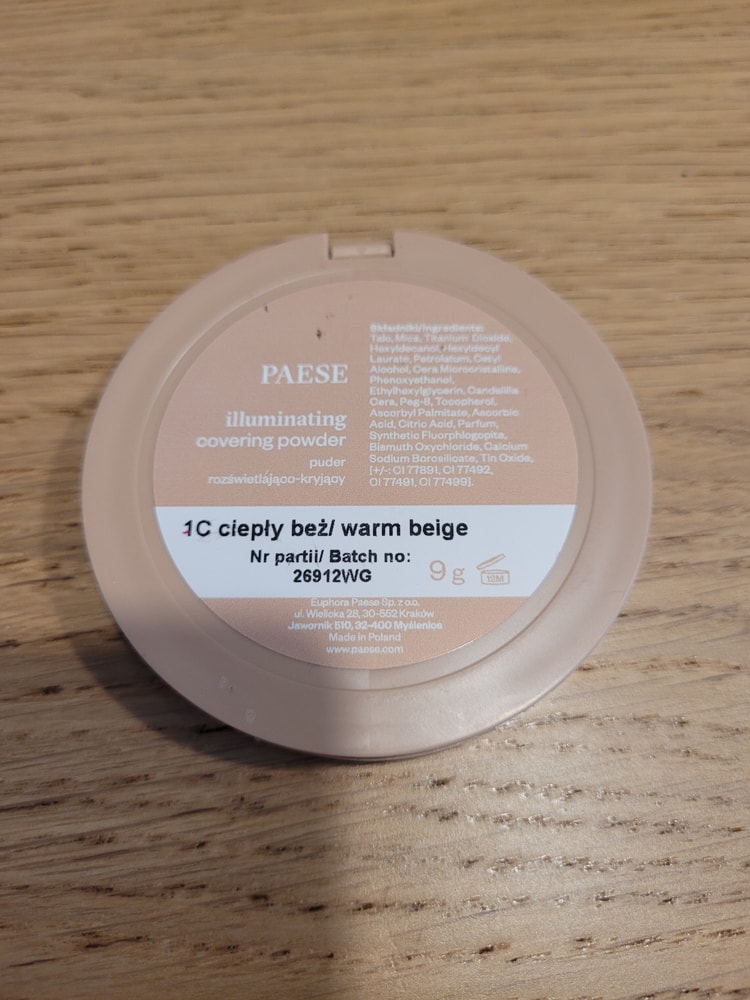 PAESE
illuminating
covering powder
puder
rozświetlająco-kryjący
Składniki/Ingredients:
Talc, Mica, Titanium Dioxide,
Hexyldecanol, Hexyldecyl
Laurate, Petrolatum, Cetyl
Alcohol, Cera Microcristalline,
Phenoxyethanol,
Ethylhexylglycerin, Candelilla
Cera, Peg-8, Tocopherol,
Ascorbyl Palmitate, Ascorbic
Acid, Citric Acid, Parfum,
Synthetic Fluorphlogopite,
Bismuth Oxychloride, Calcium
Sodium Borosilicate, Tin Oxide,
[+/-: CI 77891, CI 77492,
CI 77491, CI 77499].
1C ciepły beż/ warm beige
Nr partii/ Batch no:
26912WG
9 g
Euphora Paese Sp. z o.o.
ul. Wielicka 28, 30-552 Kraków
Jawornik 510, 32-400 Myślenice
Made in Poland
www.paese.com